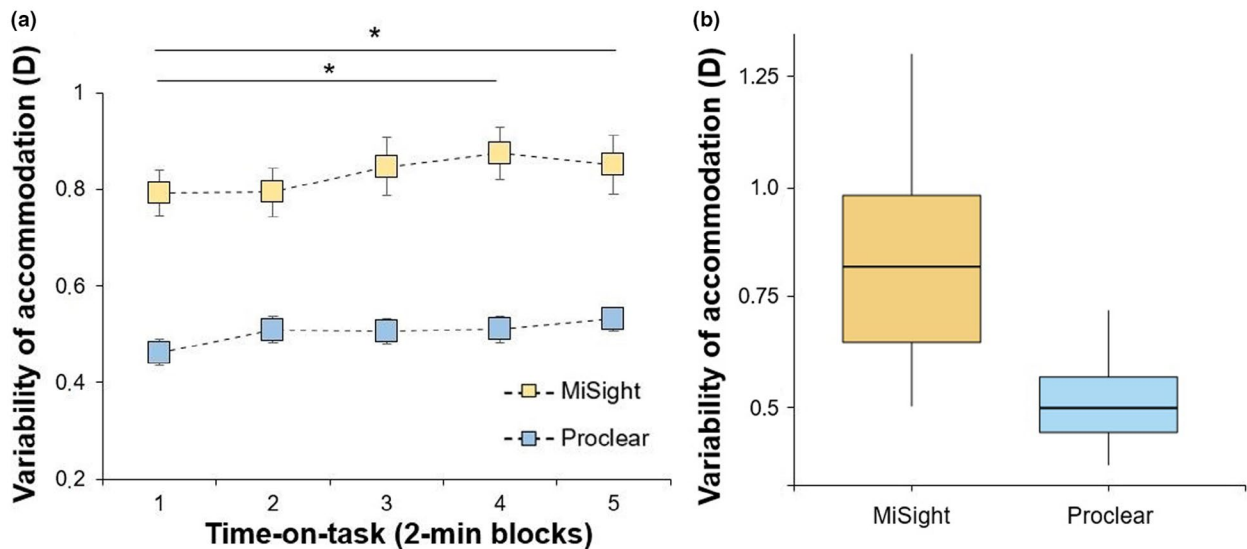 (a)
Variability of accommodation (D)
*
*
1
0.8
0.6
0.4
0.2
MiSight
Proclear
1 2 3 4 5
Time-on-task (2-min blocks)
(b)
Variability of accommodation (D)
1.25
1.0
0.75
0.5
MiSight Proclear